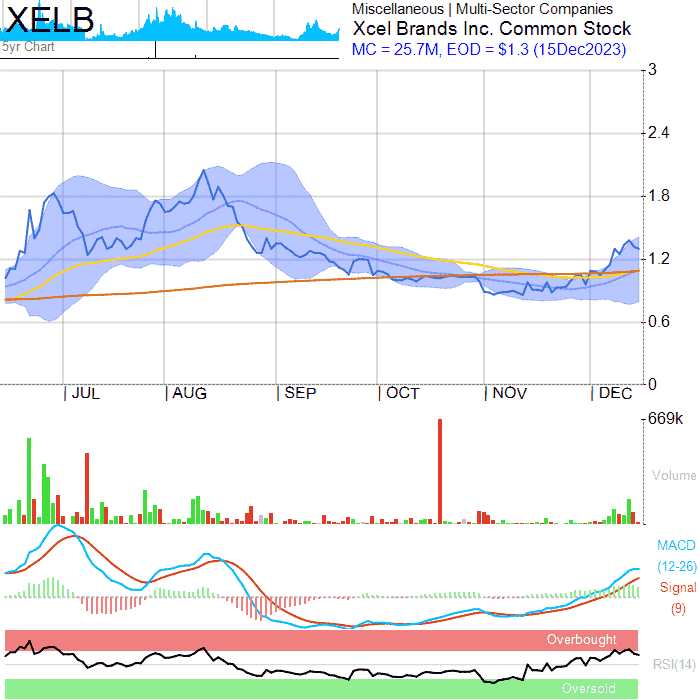 XELB
5yr Chart
Miscellaneous | Multi-Sector Companies
Xcel Brands Inc. Common Stock
MC = 25.7M, EOD = $1.3 (15Dec2023)
3
2.4
1.8
1.2
0.6
0
JUL AUG SEP OCT NOV DEC
669k
Volume
MACD
(12-26)
Signal
(9)
Overbought
RSI(14)
Oversold